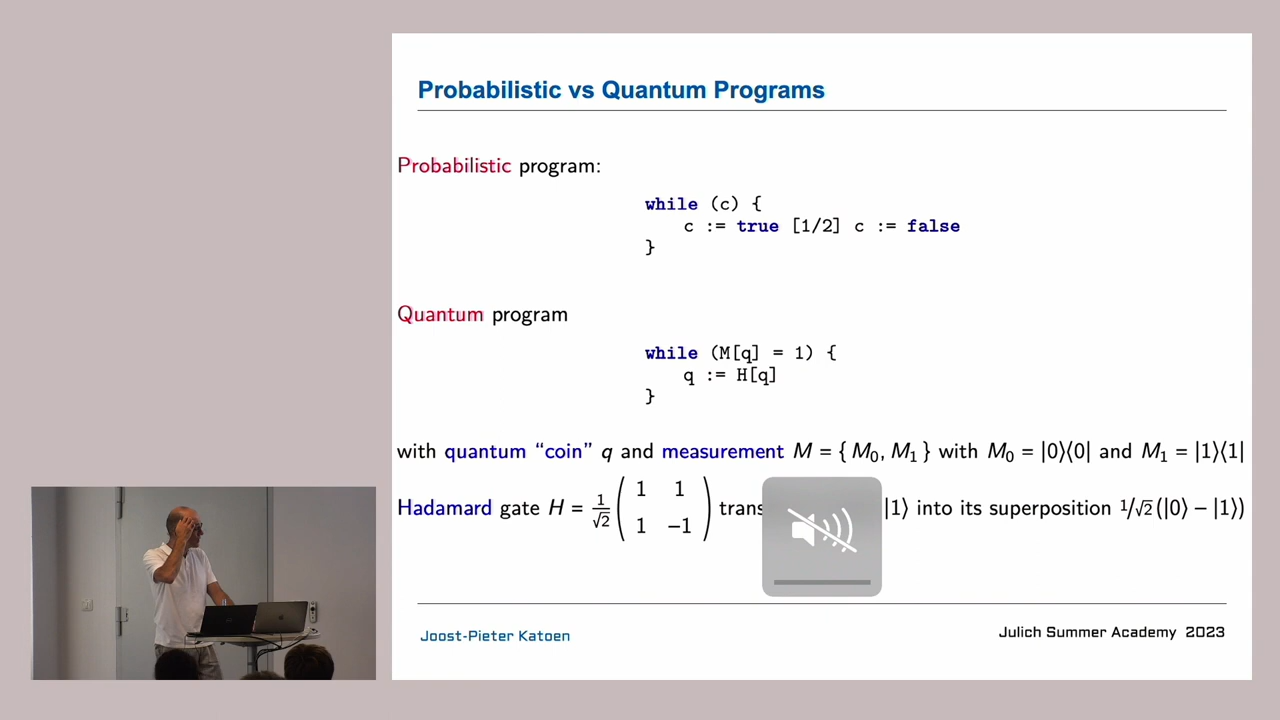 Probabilistic vs Quantum Programs
Probabilistic program:
while (c) {
c := true [1/2] c := false
}
Quantum program
while (M[q] = 1) {
q := H[q]
}
with quantum “coin” q and measurement M = { M₀, M₁ } with M₀ = |0⟩⟨0| and M₁ = |1⟩⟨1|
Hadamard gate H = 1/√2 ( 1 1 ; 1 −1 ) trans |1⟩ into its superposition 1/√2 (|0⟩ − |1⟩)
Joost-Pieter Katoen
Julich Summer Academy 2023